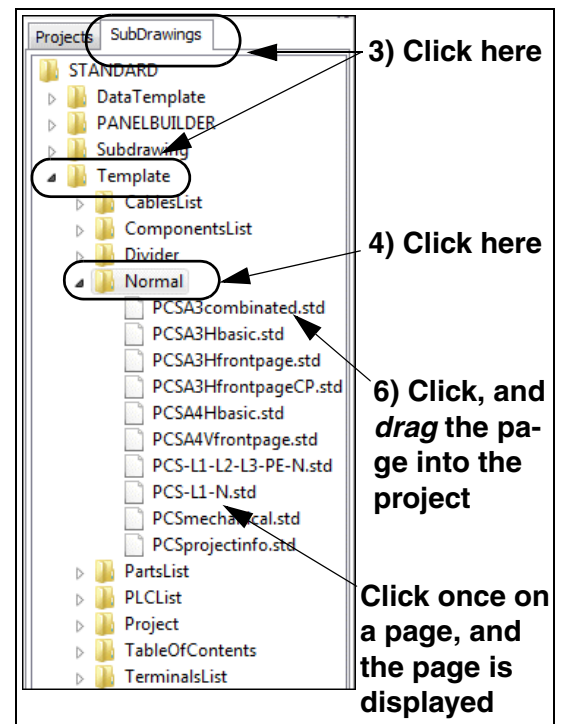 Projects SubDrawings
3) Click here
STANDARD
DataTemplate
PANELBUILDER
Subdrawing
Template
CablesList
ComponentsList
4) Click here
Divider
Normal
PCSA3combinated.std
PCSA3Hbasic.std
PCSA3Hfrontpage.std
PCSA3HfrontpageCP.std
PCSA4Hbasic.std
PCSA4Vfrontpage.std
PCS-L1-L2-L3-PE-N.std
PCS-L1-N.std
PCSmechanical.std
PCSprojectinfo.std
6) Click, and
drag the pa-
ge into the
project
PartsList
PLCList
Project
TableOfContents
TerminalsList
Click once on
a page, and
the page is
displayed